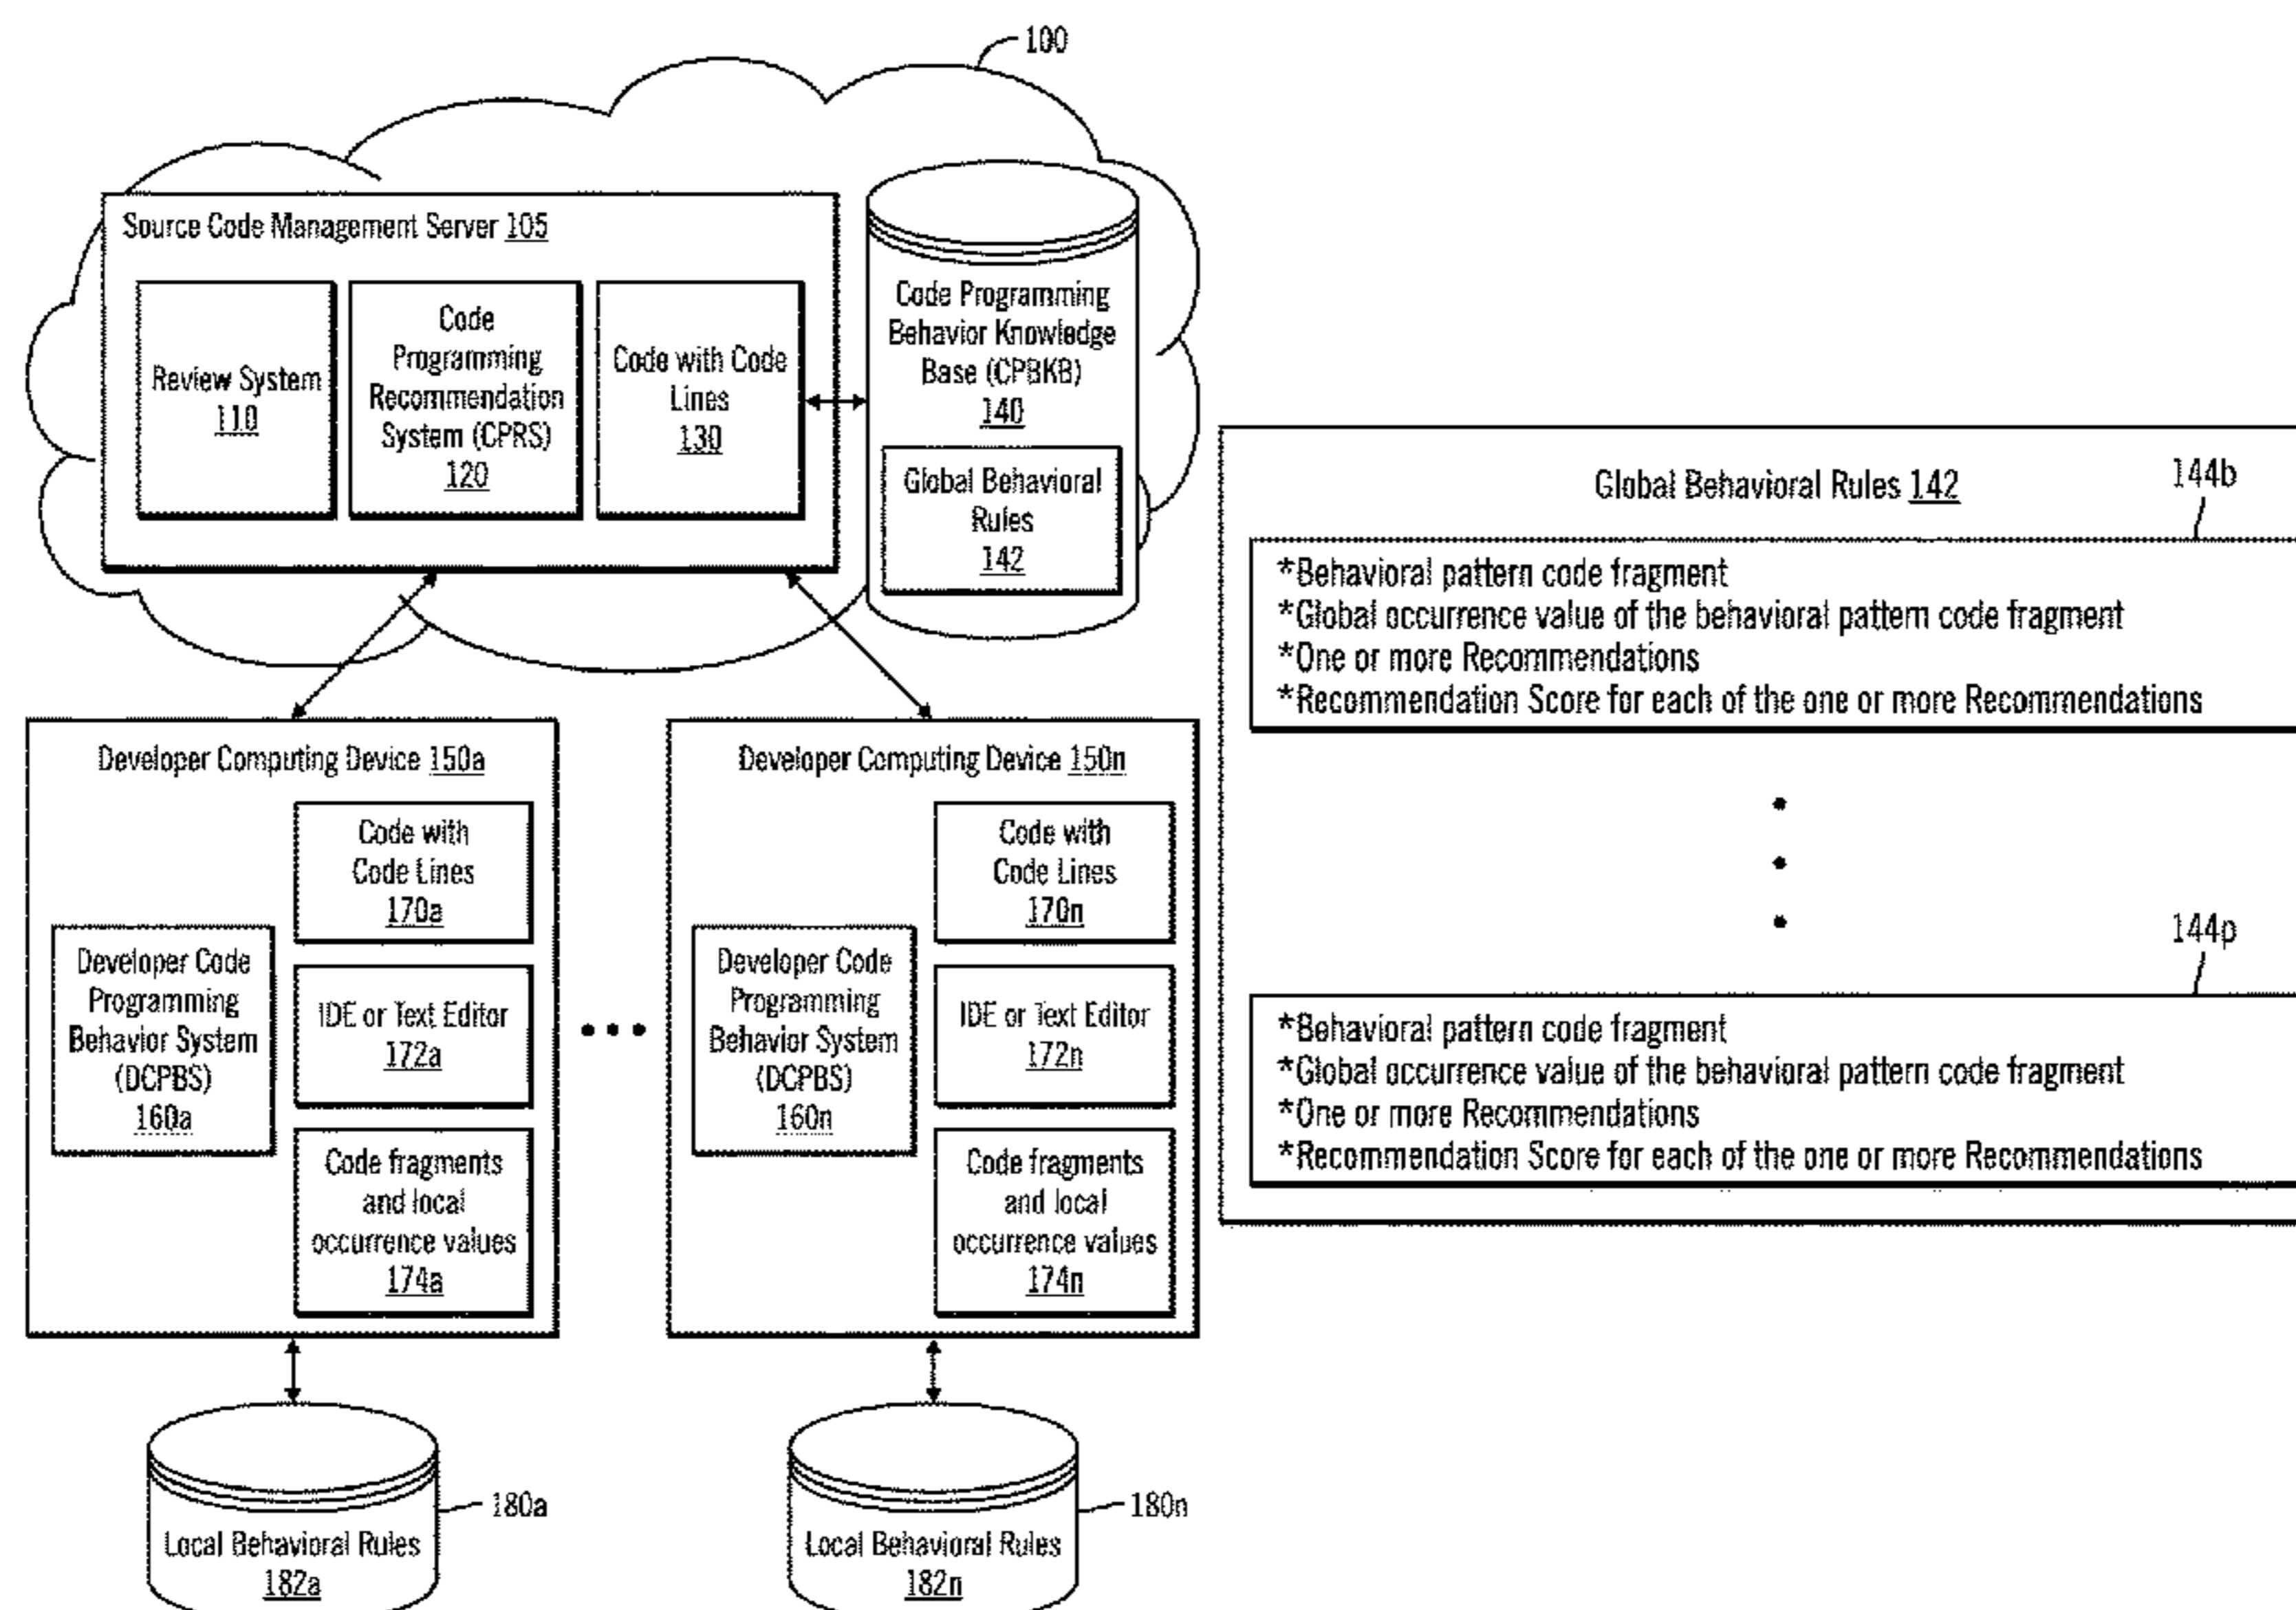 100
Source Code Management Server 105
Review System
110
Code
Programming
Recommendation
System (CPRS)
120
Code with Code
Lines
130
Code Programming
Behavior Knowledge
Base (CPBKB)
140
Global Behavioral
Rules
142
Developer Computing Device 150a
Code with
Code Lines
170a
Developer Code
Programming
Behavior System
(DCPBS)
160a
IDE or Text Editor
172a
Code fragments
and local
occurrence values
174a
Developer Computing Device 150n
Code with
Code Lines
170n
Developer Code
Programming
Behavior System
(DCPBS)
160n
IDE or Text Editor
172n
Code fragments
and local
occurrence values
174n
180a
Local Behavioral Rules
182a
180n
Local Behavioral Rules
182n
Global Behavioral Rules 142
144b
*Behavioral pattern code fragment
*Global occurrence value of the behavioral pattern code fragment
*One or more Recommendations
*Recommendation Score for each of the one or more Recommendations
144p
*Behavioral pattern code fragment
*Global occurrence value of the behavioral pattern code fragment
*One or more Recommendations
*Recommendation Score for each of the one or more Recommendations